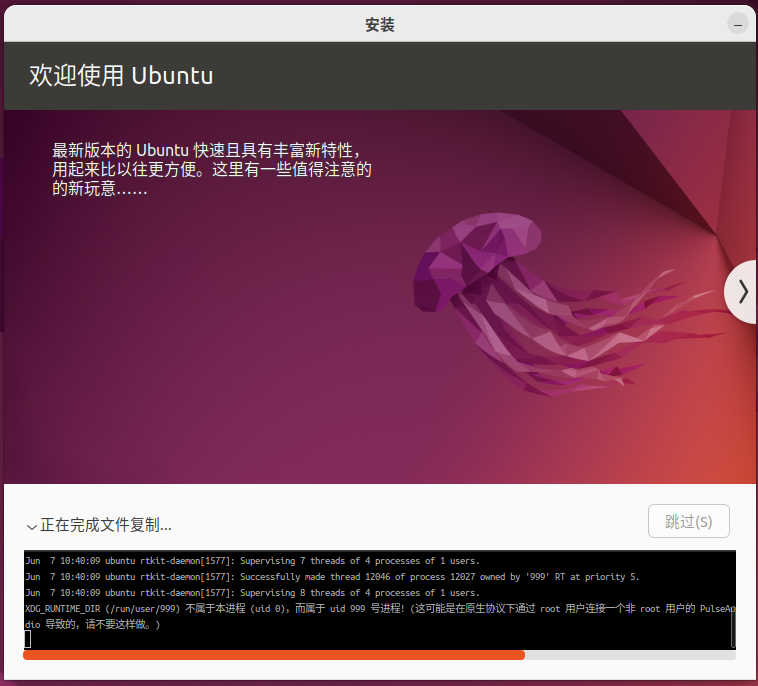 安装
欢迎使用 Ubuntu
最新版本的 Ubuntu 快速且具有丰富新特性，
用起来比以往更方便。这里有一些值得注意的
的新玩意……
正在完成文件复制...
跳过(S)
Jun  7 10:40:09 ubuntu rtkit-daemon[1577]: Supervising 7 threads of 4 processes of 1 users.
Jun  7 10:40:09 ubuntu rtkit-daemon[1577]: Successfully made thread 12046 of process 12027 owned by '999' RT at priority 5.
Jun  7 10:40:09 ubuntu rtkit-daemon[1577]: Supervising 8 threads of 4 processes of 1 users.
XDG_RUNTIME_DIR (/run/user/999) 不属于本进程 (uid 0)，而属于 uid 999 号进程！(这可能是在原生协议下通过 root 用户连接一个非 root 用户的 PulseAu
dio 导致的，请不要这样做。)